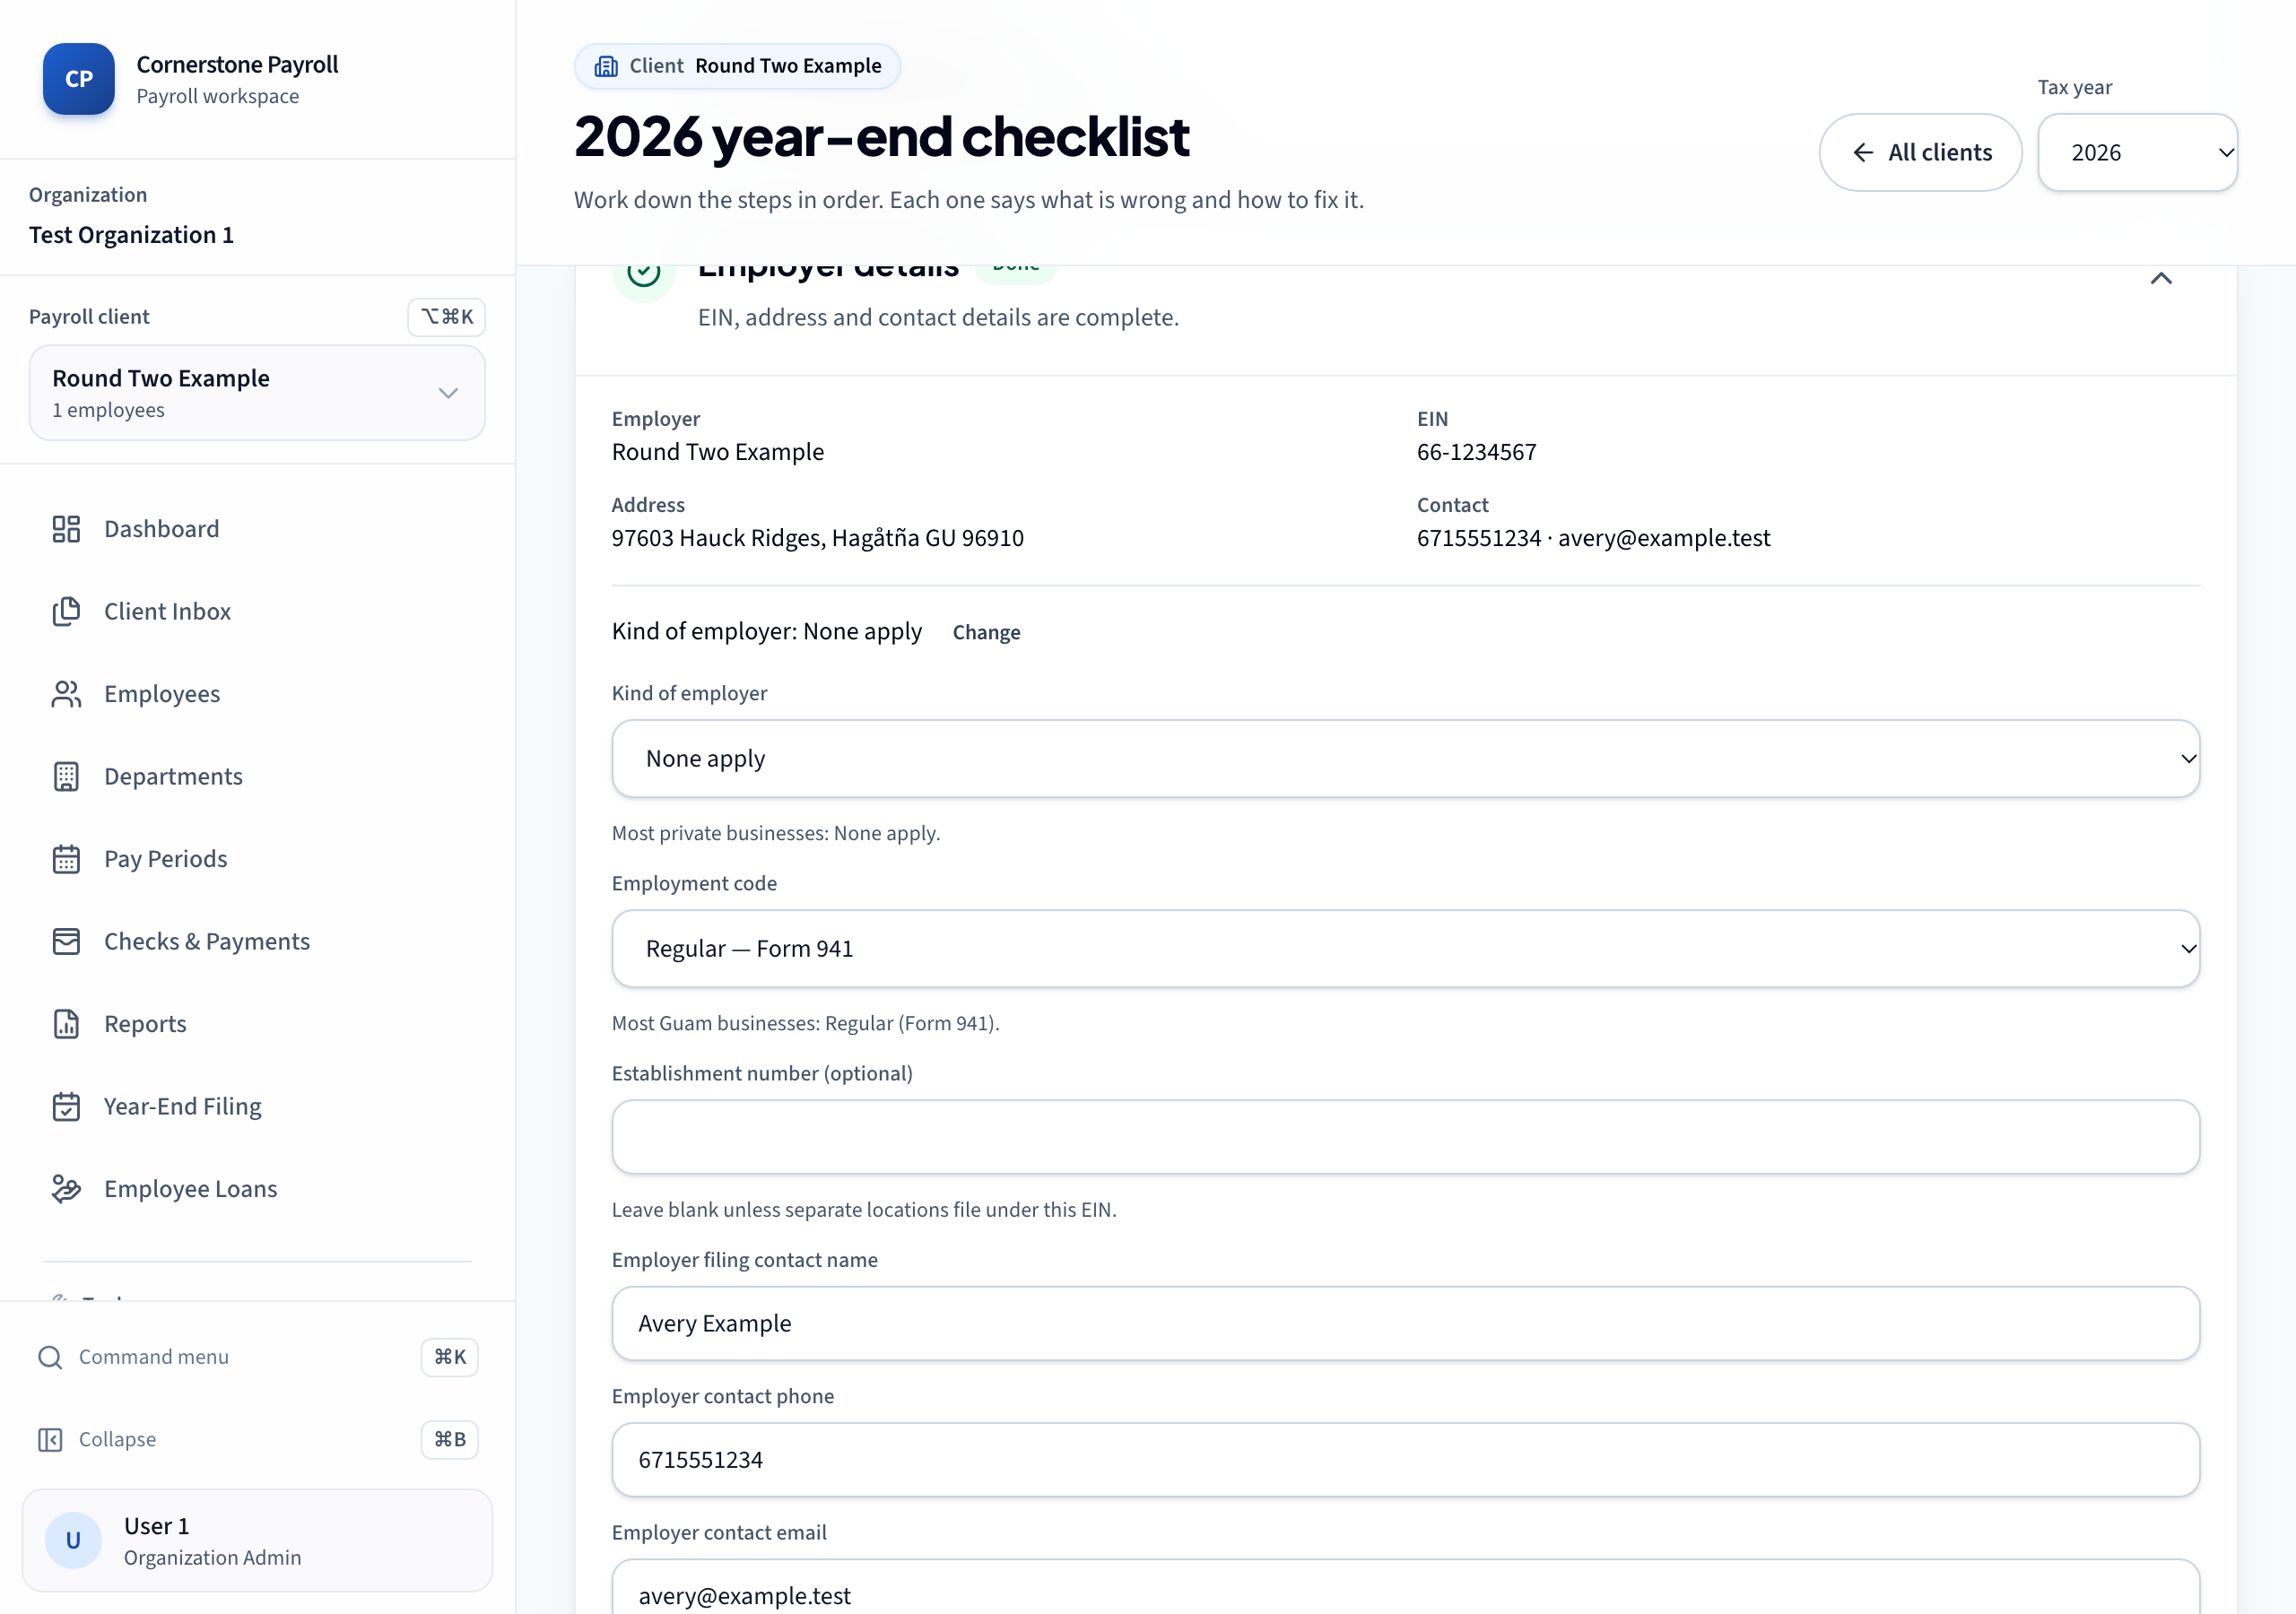 CP
Cornerstone Payroll
Payroll workspace
Organization
Test Organization 1
Payroll client
⌥⌘K
Round Two Example
1 employees
Dashboard
Client Inbox
Employees
Departments
Pay Periods
Checks & Payments
Reports
Year-End Filing
Employee Loans
Command menu
⌘K
Collapse
⌘B
U
User 1
Organization Admin
Client Round Two Example
2026 year-end checklist
Work down the steps in order. Each one says what is wrong and how to fix it.
All clients
Tax year
2026
Employer details
Done
EIN, address and contact details are complete.
Employer
Round Two Example
EIN
66-1234567
Address
97603 Hauck Ridges, Hagåtña GU 96910
Contact
6715551234 · avery@example.test
Kind of employer: None apply
Change
Kind of employer
None apply
Most private businesses: None apply.
Employment code
Regular — Form 941
Most Guam businesses: Regular (Form 941).
Establishment number (optional)
Leave blank unless separate locations file under this EIN.
Employer filing contact name
Avery Example
Employer contact phone
6715551234
Employer contact email
avery@example.test